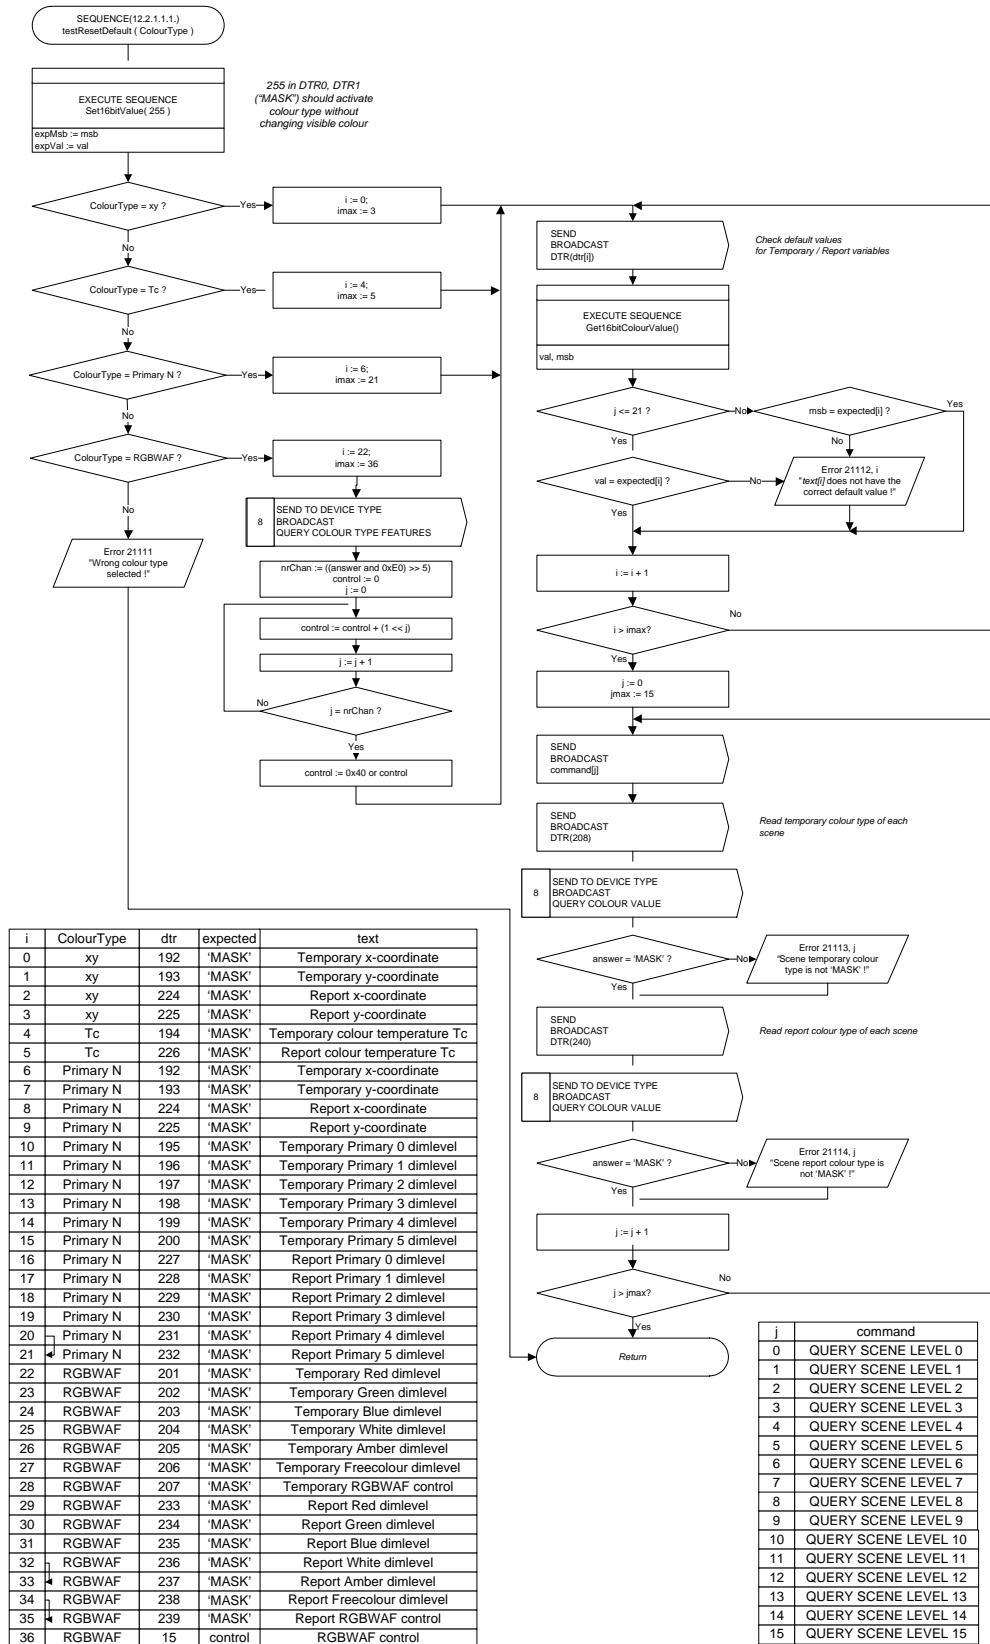 SEQUENCE(12.2.1.1.1.)
testResetDefault ( ColourType )
EXECUTE SEQUENCE
Set16bitValue( 255 )
expMsb := msb
expVal := val
255 in DTR0, DTR1
("MASK") should activate
colour type without
changing visible colour
ColourType = xy ?
Yes
i := 0;
imax := 3
No
ColourType = Tc ?
Yes
i := 4;
imax := 5
No
ColourType = Primary N ?
Yes
i := 6;
imax := 21
No
ColourType = RGBWAF ?
Yes
i := 22;
imax := 36
No
Error 21111
"Wrong colour type
selected !"
8
SEND TO DEVICE TYPE
BROADCAST
QUERY COLOUR TYPE FEATURES
nrChan := ((answer and 0xE0) >> 5)
control := 0
j := 0
control := control + (1 << j)
j := j + 1
No
j = nrChan ?
Yes
control := 0x40 or control
SEND
BROADCAST
DTR(dtr[i])
Check default values
for Temporary / Report variables
EXECUTE SEQUENCE
Get16bitColourValue()
val, msb
j <= 21 ?
No
msb = expected[i] ?
Yes
Yes
No
val = expected[i] ?
No
Error 21112, i
"text[i] does not have the
correct default value !"
Yes
i := i + 1
i > imax?
No
Yes
j := 0
jmax := 15
SEND
BROADCAST
command[j]
SEND
BROADCAST
DTR(208)
Read temporary colour type of each
scene
8
SEND TO DEVICE TYPE
BROADCAST
QUERY COLOUR VALUE
answer = 'MASK' ?
No
Error 21113, j
"Scene temporary colour
type is not 'MASK' !"
Yes
SEND
BROADCAST
DTR(240)
Read report colour type of each scene
8
SEND TO DEVICE TYPE
BROADCAST
QUERY COLOUR VALUE
answer = 'MASK' ?
No
Error 21114, j
"Scene report colour type is
not 'MASK' !"
Yes
j := j + 1
j > jmax?
No
Yes
Return
i ColourType dtr expected text
0 xy 192 'MASK' Temporary x-coordinate
1 xy 193 'MASK' Temporary y-coordinate
2 xy 224 'MASK' Report x-coordinate
3 xy 225 'MASK' Report y-coordinate
4 Tc 194 'MASK' Temporary colour temperature Tc
5 Tc 226 'MASK' Report colour temperature Tc
6 Primary N 192 'MASK' Temporary x-coordinate
7 Primary N 193 'MASK' Temporary y-coordinate
8 Primary N 224 'MASK' Report x-coordinate
9 Primary N 225 'MASK' Report y-coordinate
10 Primary N 195 'MASK' Temporary Primary 0 dimlevel
11 Primary N 196 'MASK' Temporary Primary 1 dimlevel
12 Primary N 197 'MASK' Temporary Primary 2 dimlevel
13 Primary N 198 'MASK' Temporary Primary 3 dimlevel
14 Primary N 199 'MASK' Temporary Primary 4 dimlevel
15 Primary N 200 'MASK' Temporary Primary 5 dimlevel
16 Primary N 227 'MASK' Report Primary 0 dimlevel
17 Primary N 228 'MASK' Report Primary 1 dimlevel
18 Primary N 229 'MASK' Report Primary 2 dimlevel
19 Primary N 230 'MASK' Report Primary 3 dimlevel
20 Primary N 231 'MASK' Report Primary 4 dimlevel
21 Primary N 232 'MASK' Report Primary 5 dimlevel
22 RGBWAF 201 'MASK' Temporary Red dimlevel
23 RGBWAF 202 'MASK' Temporary Green dimlevel
24 RGBWAF 203 'MASK' Temporary Blue dimlevel
25 RGBWAF 204 'MASK' Temporary White dimlevel
26 RGBWAF 205 'MASK' Temporary Amber dimlevel
27 RGBWAF 206 'MASK' Temporary Freecolour dimlevel
28 RGBWAF 207 'MASK' Temporary RGBWAF control
29 RGBWAF 233 'MASK' Report Red dimlevel
30 RGBWAF 234 'MASK' Report Green dimlevel
31 RGBWAF 235 'MASK' Report Blue dimlevel
32 RGBWAF 236 'MASK' Report White dimlevel
33 RGBWAF 237 'MASK' Report Amber dimlevel
34 RGBWAF 238 'MASK' Report Freecolour dimlevel
35 RGBWAF 239 'MASK' Report RGBWAF control
36 RGBWAF 15 control RGBWAF control
j command
0 QUERY SCENE LEVEL 0
1 QUERY SCENE LEVEL 1
2 QUERY SCENE LEVEL 2
3 QUERY SCENE LEVEL 3
4 QUERY SCENE LEVEL 4
5 QUERY SCENE LEVEL 5
6 QUERY SCENE LEVEL 6
7 QUERY SCENE LEVEL 7
8 QUERY SCENE LEVEL 8
9 QUERY SCENE LEVEL 9
10 QUERY SCENE LEVEL 10
11 QUERY SCENE LEVEL 11
12 QUERY SCENE LEVEL 12
13 QUERY SCENE LEVEL 13
14 QUERY SCENE LEVEL 14
15 QUERY SCENE LEVEL 15